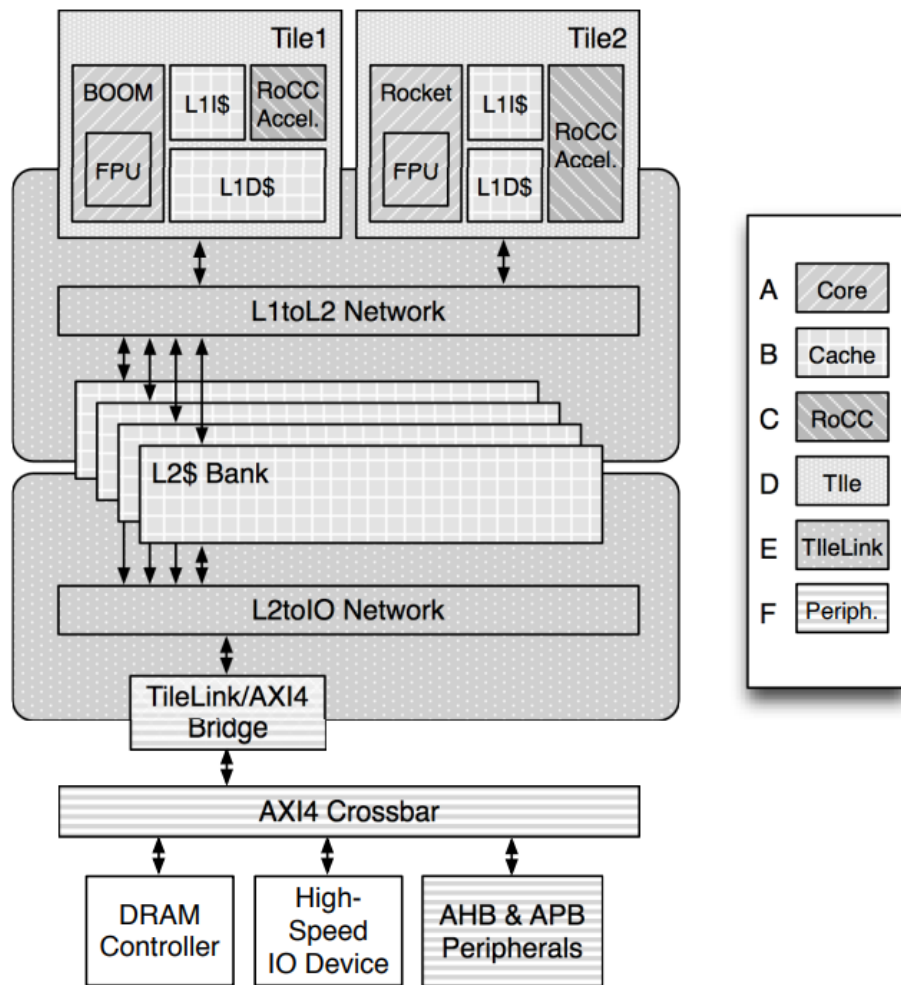 Tile1
BOOM
FPU
L1I$
RoCC
Accel.
L1D$
Tile2
Rocket
FPU
L1I$
L1D$
RoCC
Accel.
L1toL2 Network
L2$ Bank
L2toIO Network
TileLink/AXI4
Bridge
AXI4 Crossbar
DRAM
Controller
High-
Speed
IO Device
AHB & APB
Peripherals
A Core
B Cache
C RoCC
D TIle
E TIleLink
F Periph.